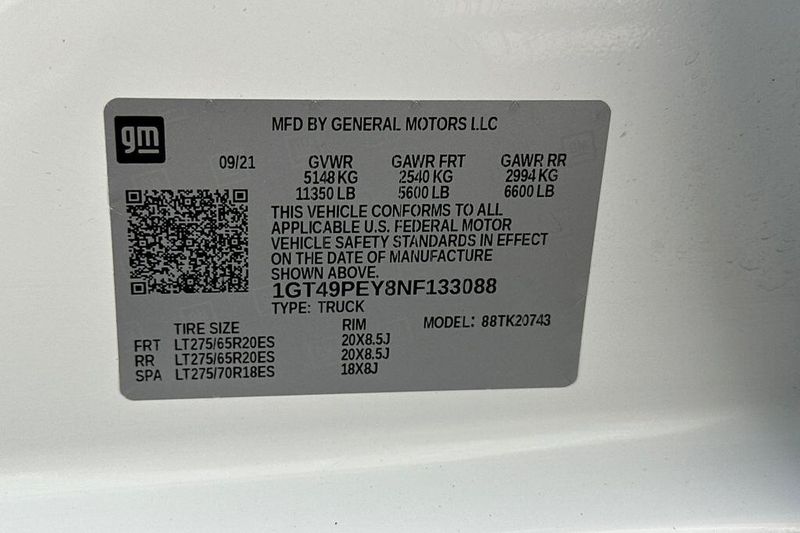 gm
MFD BY GENERAL MOTORS LLC
09/21 GVWR GAWR FRT GAWR RR
5148 KG 2540 KG 2994 KG
11350 LB 5600 LB 6600 LB
THIS VEHICLE CONFORMS TO ALL
APPLICABLE U.S. FEDERAL MOTOR
VEHICLE SAFETY STANDARDS IN EFFECT
ON THE DATE OF MANUFACTURE
SHOWN ABOVE.
1GT49PEY8NF133088
TYPE: TRUCK
TIRE SIZE RIM MODEL: 88TK20743
FRT LT275/65R20ES 20X8.5J
RR LT275/65R20ES 20X8.5J
SPA LT275/70R18ES 18X8J